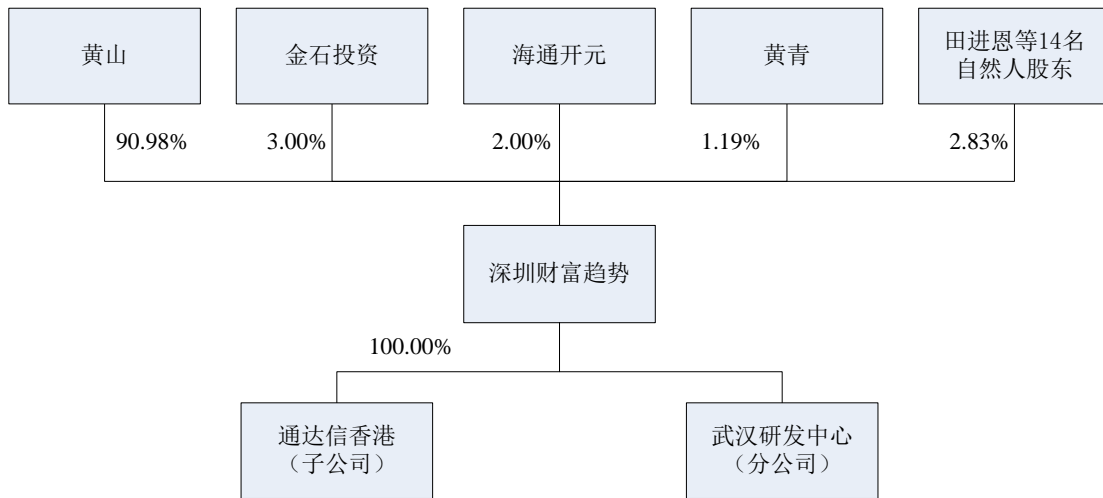 黄山
金石投资
海通开元
黄青
田进恩等14名
自然人股东
90.98%
3.00%
2.00%
1.19%
2.83%
深圳财富趋势
100.00%
通达信香港
（子公司）
武汉研发中心
（分公司）